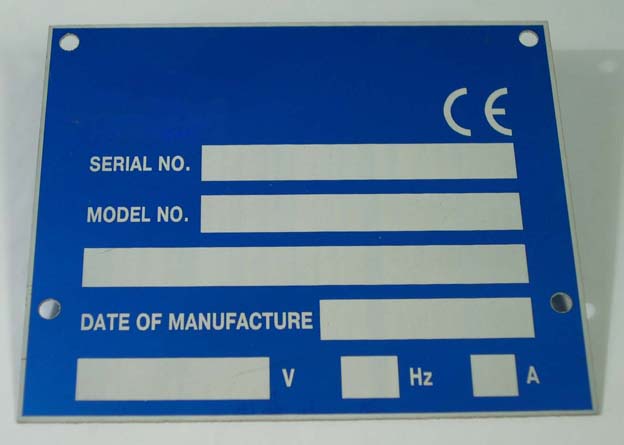 CE
SERIAL NO.
MODEL NO.
DATE OF MANUFACTURE
V Hz A